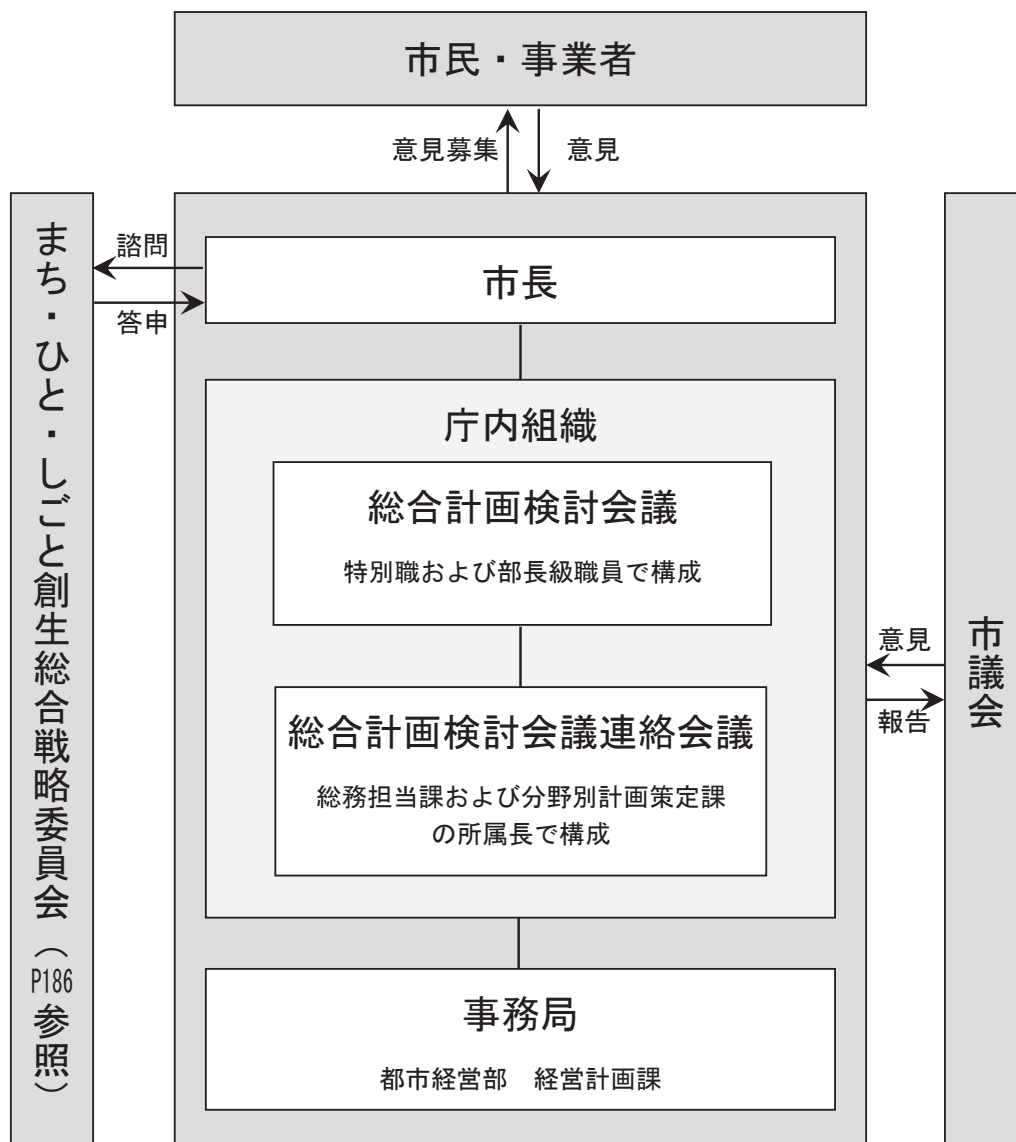 市民・事業者
意見募集
意見
まち・ひと・しごと創生総合戦略委員会（P186参照）
諮問
答申
市長
庁内組織
総合計画検討会議
特別職および部長級職員で構成
総合計画検討会議連絡会議
総務担当課および分野別計画策定課
の所属長で構成
事務局
都市経営部　経営計画課
意見
報告
市議会